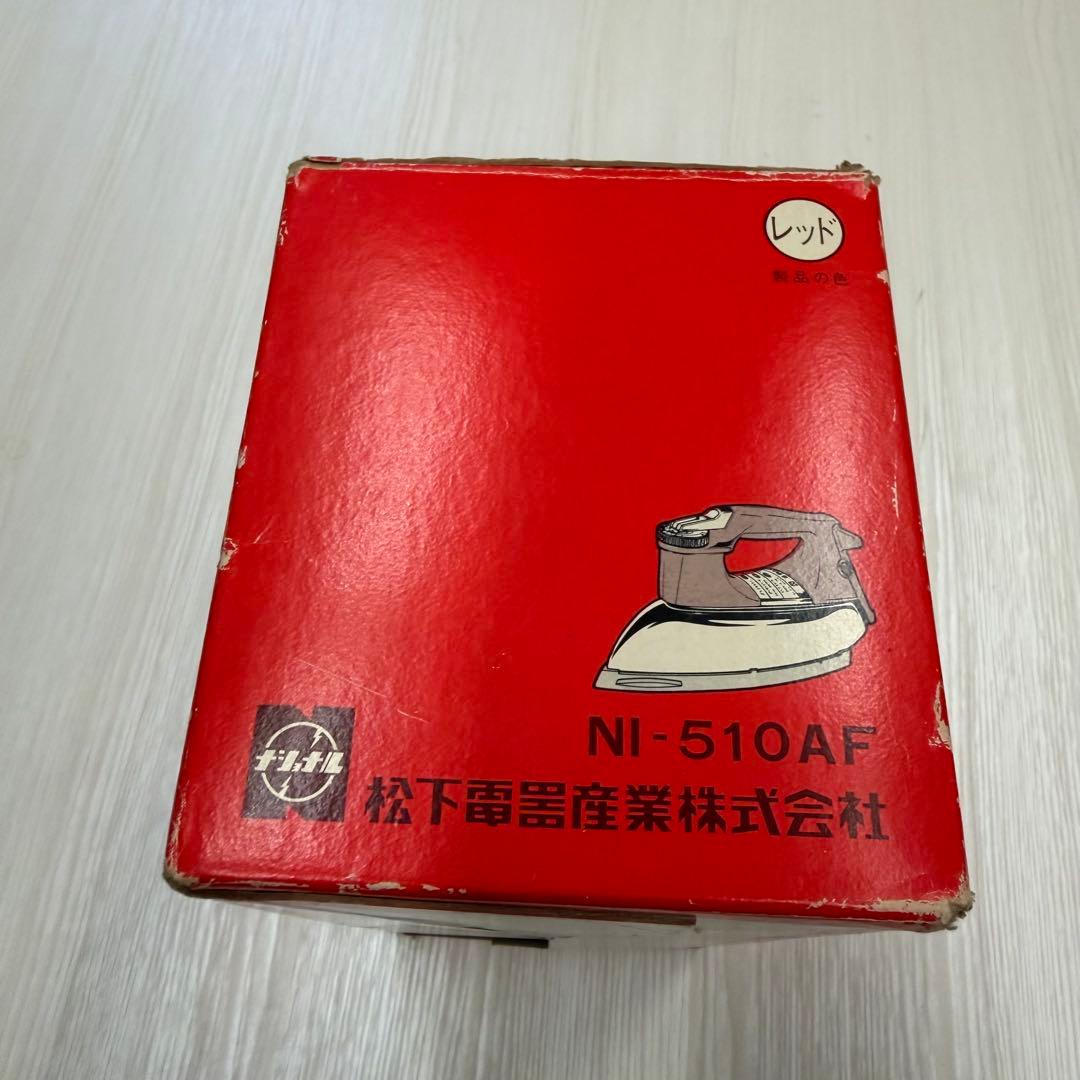 レッド
製品の色
NI-510AF
ナショナル
松下電器産業株式会社